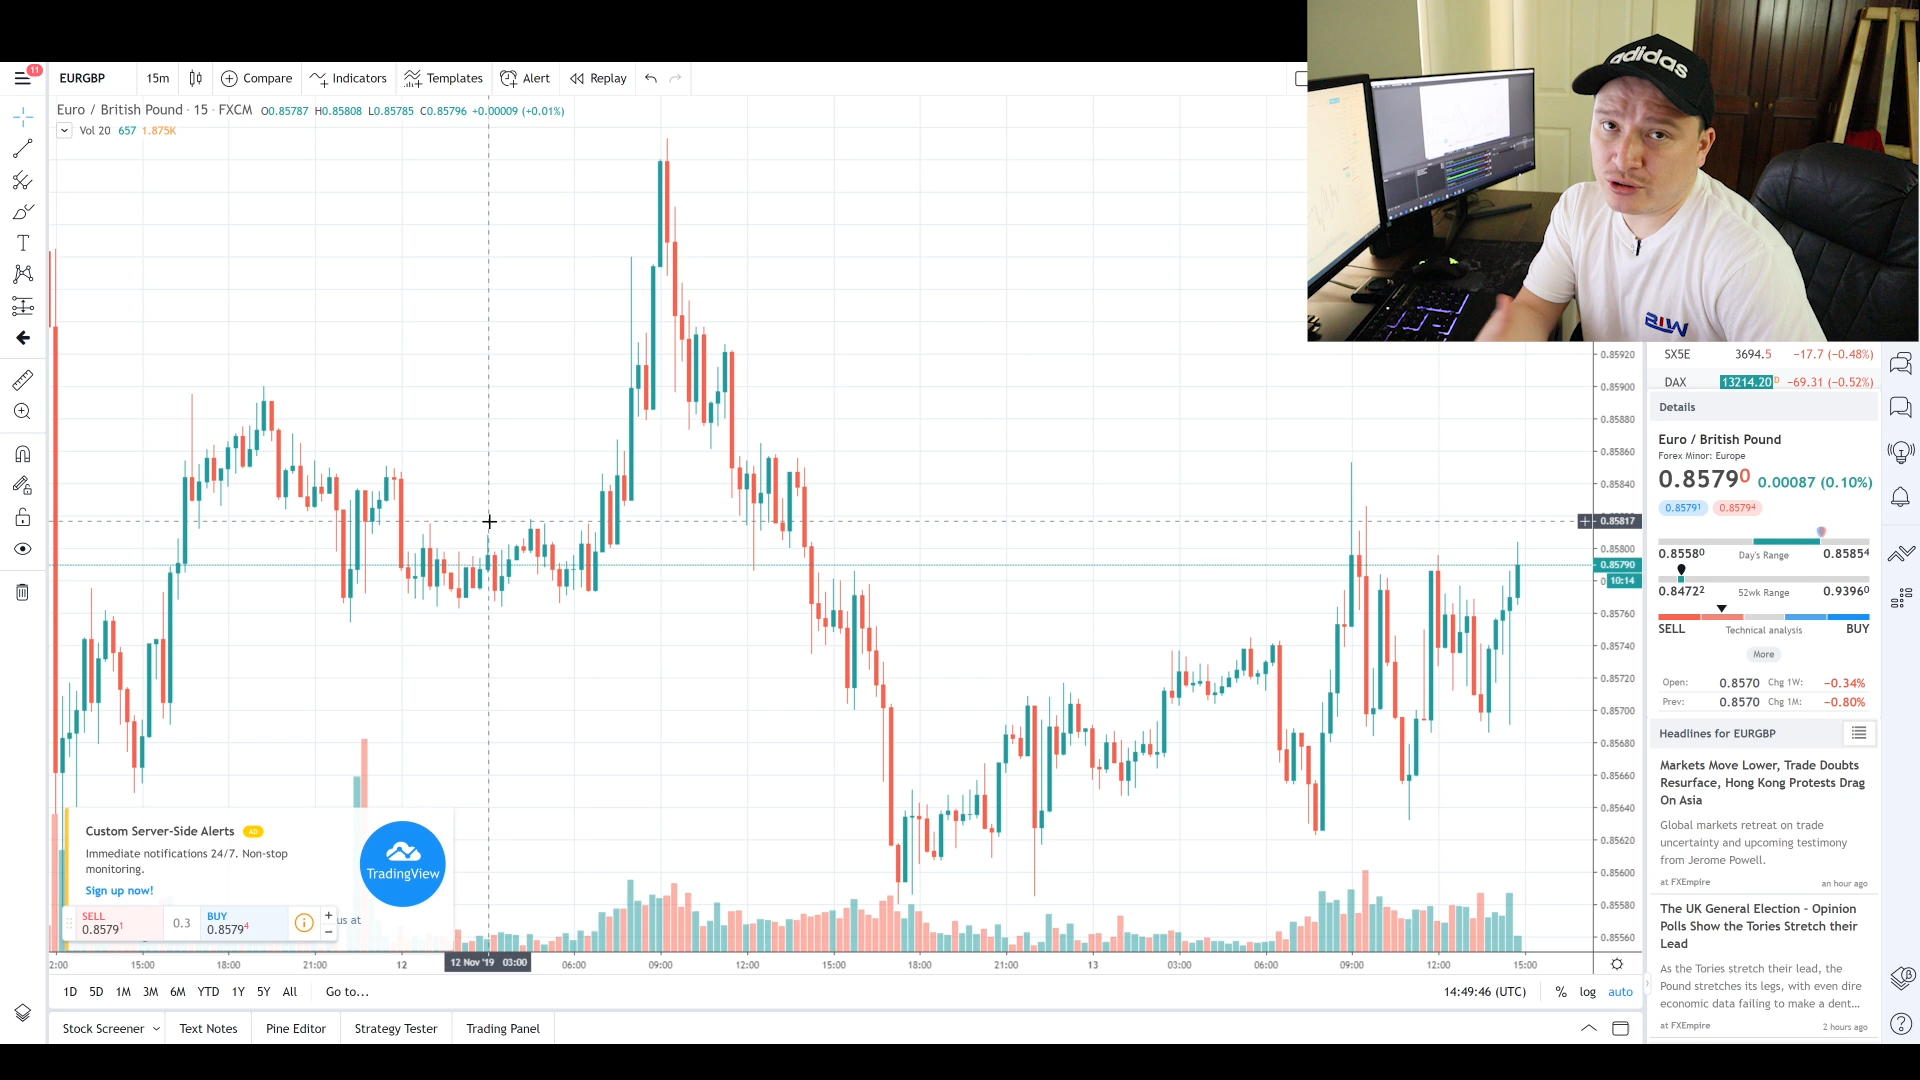 11
EURGBP
15m
Compare
Indicators
Templates
Alert
Replay
Euro / British Pound · 15 · FXCM O0.85787 H0.85808 L0.85785 C0.85796 +0.00009 (+0.01%)
Vol 20 657 1.875K
adidas
BIW
0.85920
0.85900
0.85880
0.85860
0.85840
0.85817
0.85800
0.85790
10:14
0.85760
0.85740
0.85720
0.85700
0.85680
0.85660
0.85640
0.85620
0.85600
0.85580
0.85560
SX5E 3694.5 −17.7 (−0.48%)
DAX 13214.20 D −69.31 (−0.52%)
Details
Euro / British Pound
Forex Minor: Europe
0.85790 0.00087 (0.10%)
0.85791 0.85794
0.85580 Day's Range 0.85854
0.84722 52wk Range 0.93960
SELL Technical analysis BUY
More
Open: 0.8570 Chg 1W: −0.34%
Prev: 0.8570 Chg 1M: −0.80%
Headlines for EURGBP
Markets Move Lower, Trade Doubts
Resurface, Hong Kong Protests Drag
On Asia
Global markets retreat on trade
uncertainty and upcoming testimony
from Jerome Powell.
at FXEmpire an hour ago
The UK General Election - Opinion
Polls Show the Tories Stretch their
Lead
As the Tories stretch their lead, the
Pound stretches its legs, with even dire
economic data failing to make a dent...
at FXEmpire 2 hours ago
Custom Server-Side Alerts AD
Immediate notifications 24/7. Non-stop
monitoring.
Sign up now!
TradingView
SELL
0.85791
0.3
BUY
0.85794
us at
2:00 15:00 18:00 21:00 12 12 Nov '19 03:00 06:00 09:00 12:00 15:00 18:00 21:00 13 03:00 06:00 09:00 12:00 15:00
1D 5D 1M 3M 6M YTD 1Y 5Y All Go to...
14:49:46 (UTC) % log auto
Stock Screener Text Notes Pine Editor Strategy Tester Trading Panel